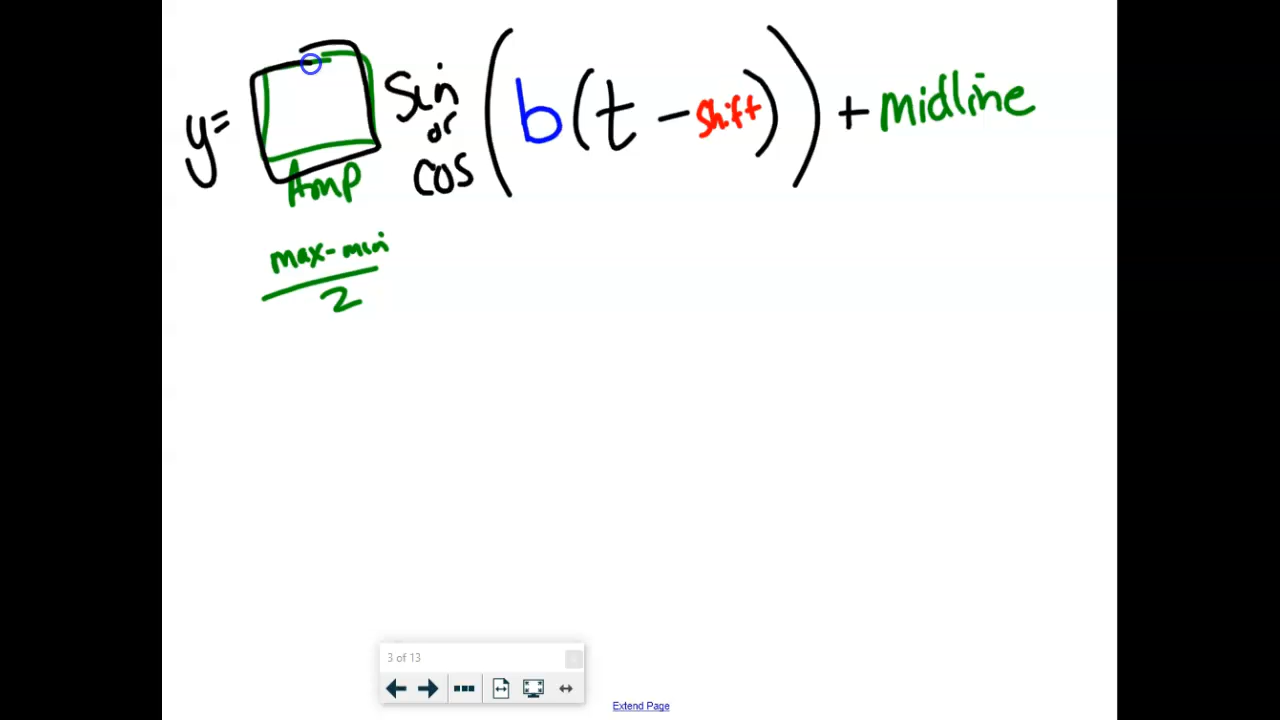 y= Sin or cos (b(t - shift)) + midline
Amp
max-min
2
3 of 13
Extend Page